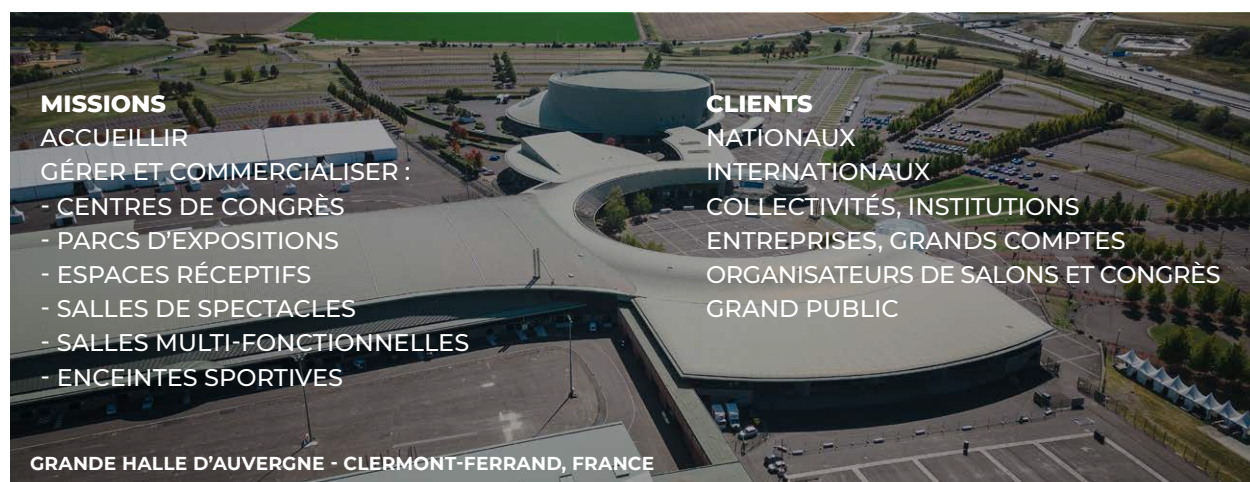 MISSIONS
ACCUEILLIR
GÉRER ET COMMERCIALISER :
- CENTRES DE CONGRÈS
- PARCS D’EXPOSITIONS
- ESPACES RÉCEPTIFS
- SALLES DE SPECTACLES
- SALLES MULTI-FONCTIONNELLES
- ENCEINTES SPORTIVES
CLIENTS
NATIONAUX
INTERNATIONAUX
COLLECTIVITÉS, INSTITUTIONS
ENTREPRISES, GRANDS COMPTES
ORGANISATEURS DE SALONS ET CONGRÈS
GRAND PUBLIC
GRANDE HALLE D’AUVERGNE - CLERMONT-FERRAND, FRANCE